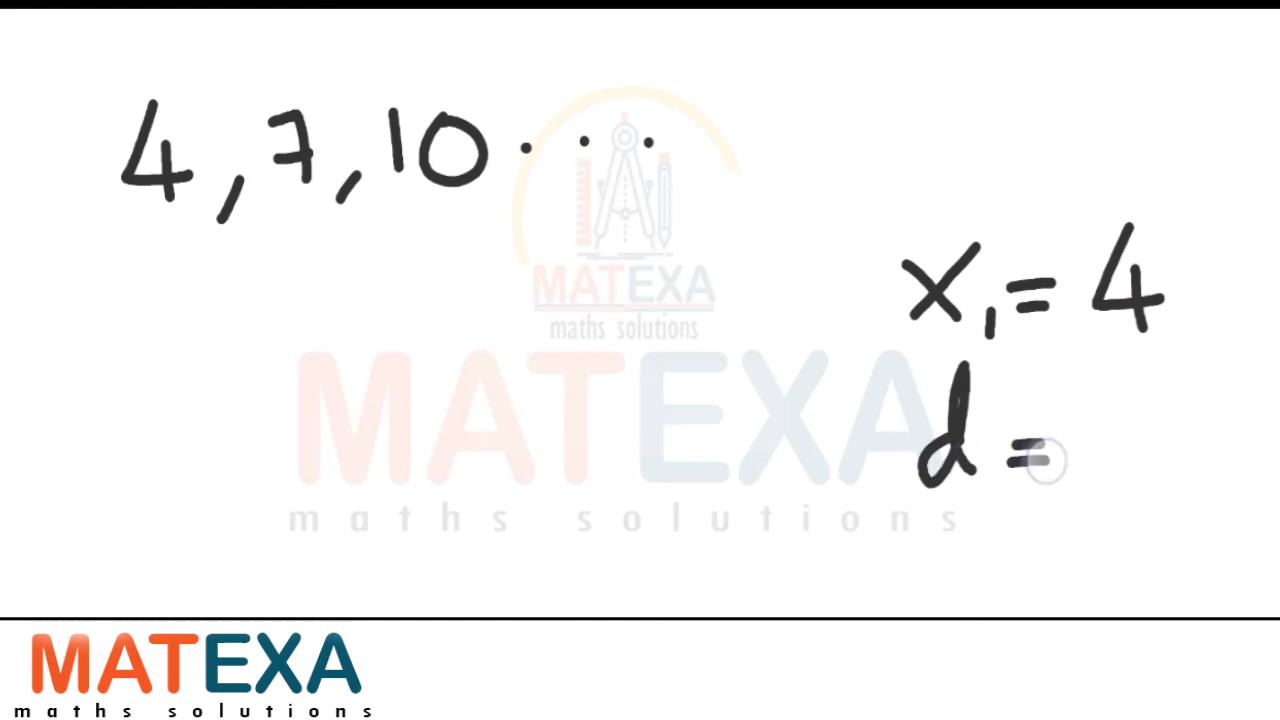 4, 7, 10 . . .
x₁ = 4
d =
MATEXA
maths solutions
MATEXA
maths solutions
MATEXA
maths solutions